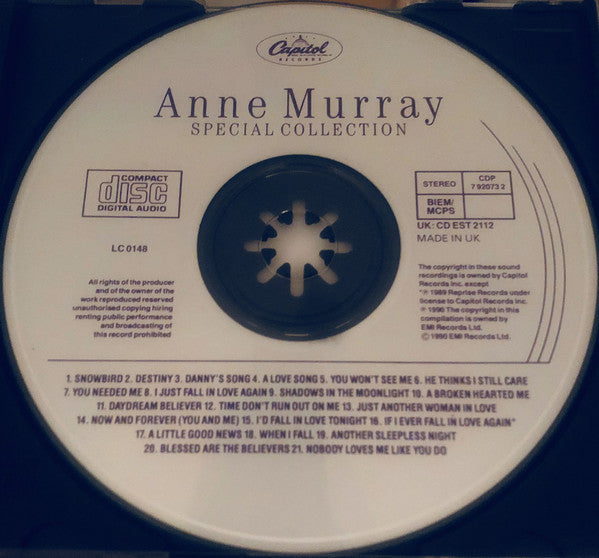 Capitol
RECORDS
Anne Murray
SPECIAL COLLECTION
COMPACT
disc
DIGITAL AUDIO
STEREO
CDP
7 92073 2
BIEM/
MCPS
UK: CD EST 2112
MADE IN UK
LC 0148
All rights of the producer
and of the owner of the
work reproduced reserved
unauthorised copying hiring
renting public performance
and broadcasting of
this record prohibited
The copyright in these sound
recordings is owned by Capitol
Records Inc. except
*℗ 1989 Reprise Records under
license to Capitol Records Inc.
℗ 1990 The copyright in this
compilation is owned by
EMI Records Ltd.
© 1990 EMI Records Ltd.
1. SNOWBIRD 2. DESTINY 3. DANNY'S SONG 4. A LOVE SONG 5. YOU WON'T SEE ME 6. HE THINKS I STILL CARE
7. YOU NEEDED ME 8. I JUST FALL IN LOVE AGAIN 9. SHADOWS IN THE MOONLIGHT 10. A BROKEN HEARTED ME
11. DAYDREAM BELIEVER 12. TIME DON'T RUN OUT ON ME 13. JUST ANOTHER WOMAN IN LOVE
14. NOW AND FOREVER (YOU AND ME) 15. I'D FALL IN LOVE TONIGHT 16. IF I EVER FALL IN LOVE AGAIN*
17. A LITTLE GOOD NEWS 18. WHEN I FALL 19. ANOTHER SLEEPLESS NIGHT
20. BLESSED ARE THE BELIEVERS 21. NOBODY LOVES ME LIKE YOU DO